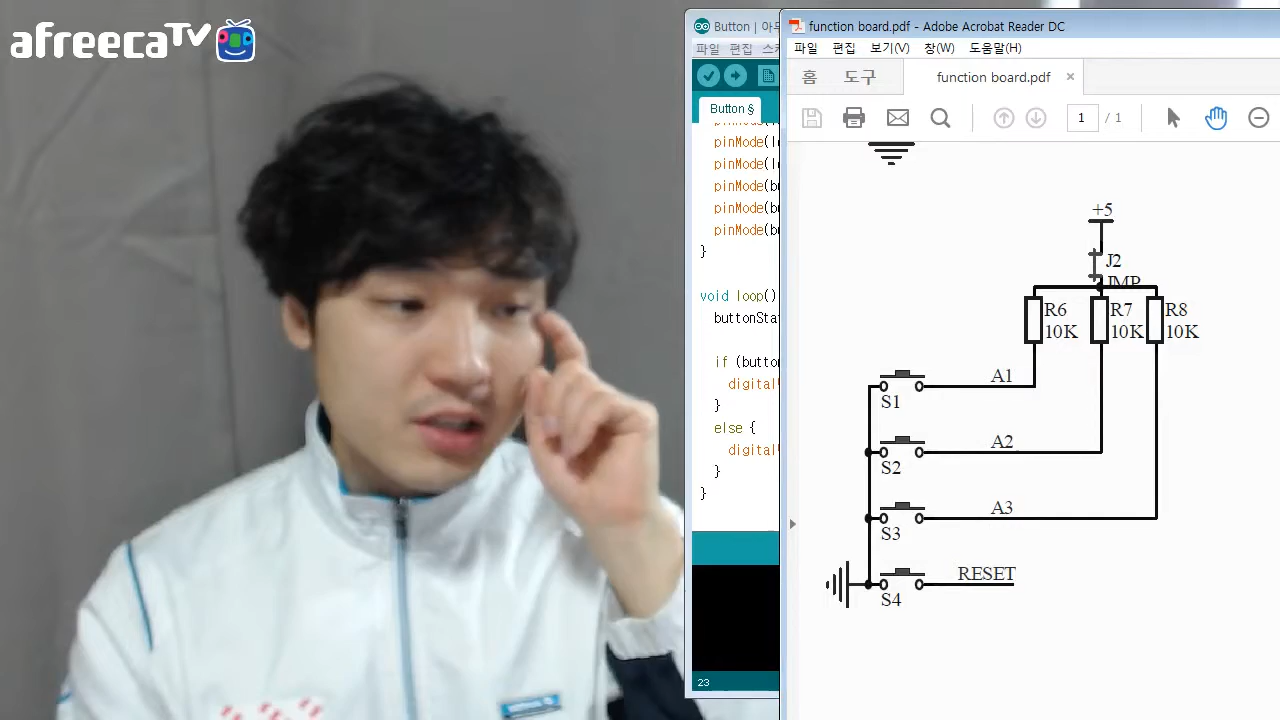 afreecaTV
Button | 아두
파일 편집 스케
Button §
pinMode(l
pinMode(l
pinMode(bu
pinMode(bu
pinMode(bu
}
void loop()
buttonSta
if (butto
digital
}
else {
digital
}
}
23
function board.pdf - Adobe Acrobat Reader DC
파일 편집 보기(V) 창(W) 도움말(H)
홈 도구 function board.pdf ×
1 / 1
+5
J2
JMP
R6 R7 R8
10K 10K 10K
A1
S1
A2
S2
A3
S3
RESET
S4